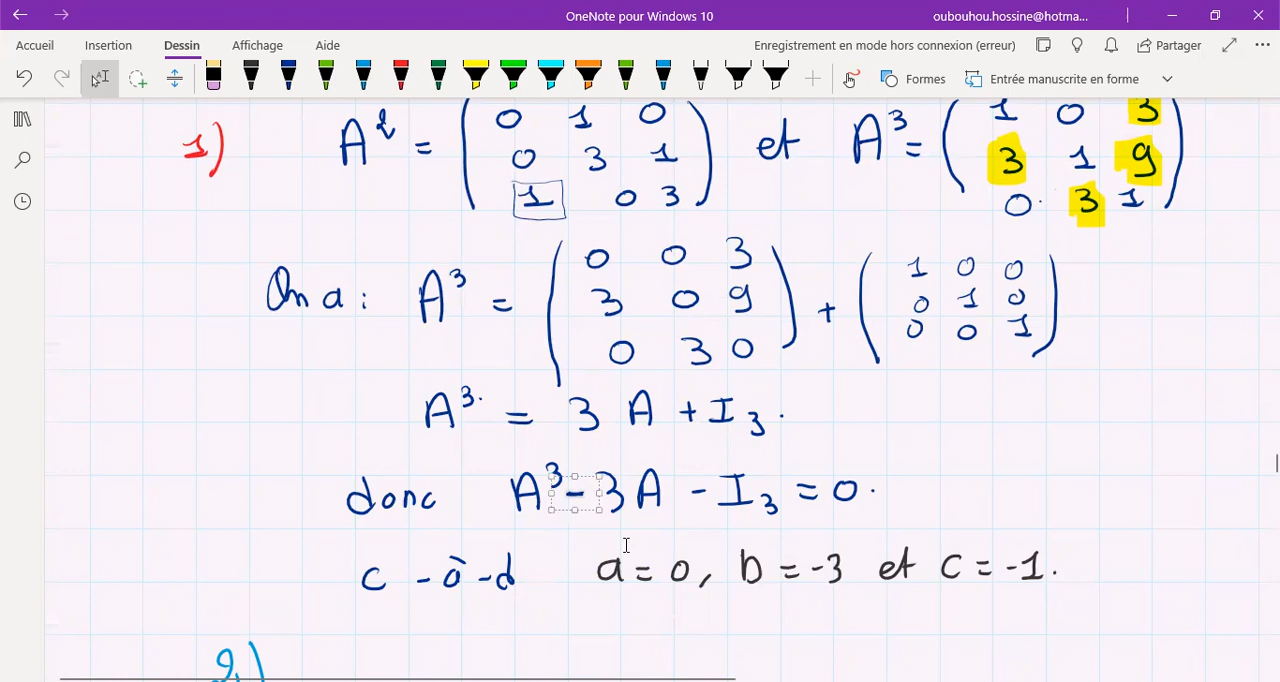 OneNote pour Windows 10
oubouhou.hossine@hotma...
Accueil Insertion Dessin Affichage Aide
Enregistrement en mode hors connexion (erreur)
Partager
Formes
Entrée manuscrite en forme
1) A² = ( 0 1 0 et A³ = ( 1 0 3
0 3 1 3 1 9
1 0 3 ) 0 3 1 )
On a : A³ = ( 0 0 3 + ( 1 0 0
3 0 9 0 1 0
0 3 0 ) 0 0 1 )
A³ = 3 A + I₃.
donc A³ - 3A - I₃ = 0.
c - à - d a = 0, b = -3 et c = -1.
2)